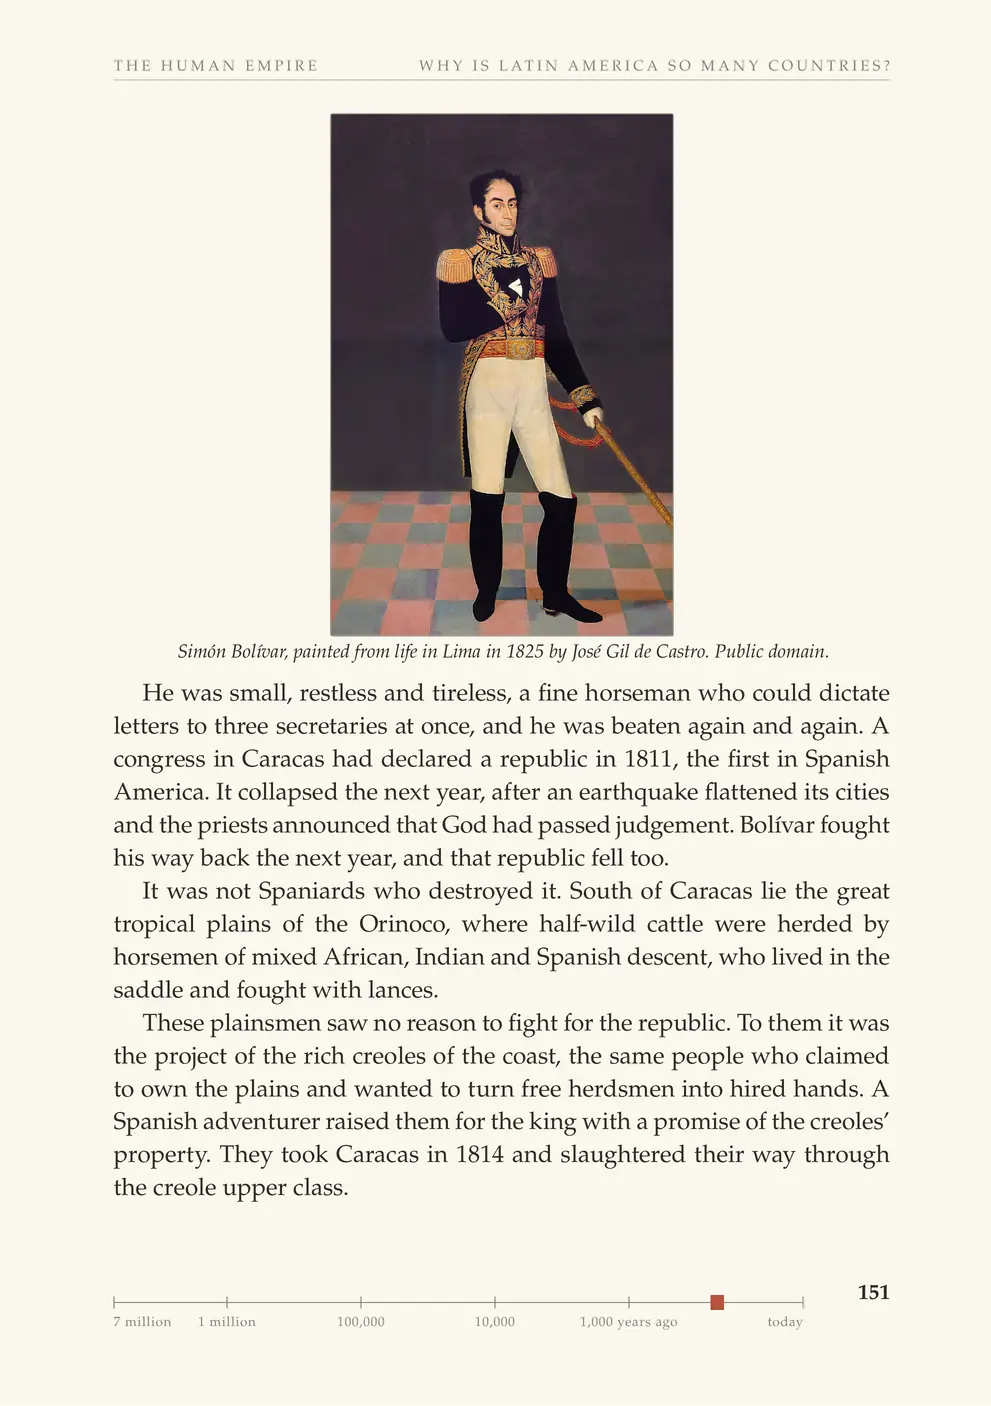 THE HUMAN EMPIRE
WHY IS LATIN AMERICA SO MANY COUNTRIES?
Simón Bolívar, painted from life in Lima in 1825 by José Gil de Castro. Public domain.
He was small, restless and tireless, a fine horseman who could dictate
letters to three secretaries at once, and he was beaten again and again. A
congress in Caracas had declared a republic in 1811, the first in Spanish
America. It collapsed the next year, after an earthquake flattened its cities
and the priests announced that God had passed judgement. Bolívar fought
his way back the next year, and that republic fell too.
It was not Spaniards who destroyed it. South of Caracas lie the great
tropical plains of the Orinoco, where half-wild cattle were herded by
horsemen of mixed African, Indian and Spanish descent, who lived in the
saddle and fought with lances.
These plainsmen saw no reason to fight for the republic. To them it was
the project of the rich creoles of the coast, the same people who claimed
to own the plains and wanted to turn free herdsmen into hired hands. A
Spanish adventurer raised them for the king with a promise of the creoles’
property. They took Caracas in 1814 and slaughtered their way through
the creole upper class.
151
7 million 1 million 100,000 10,000 1,000 years ago today